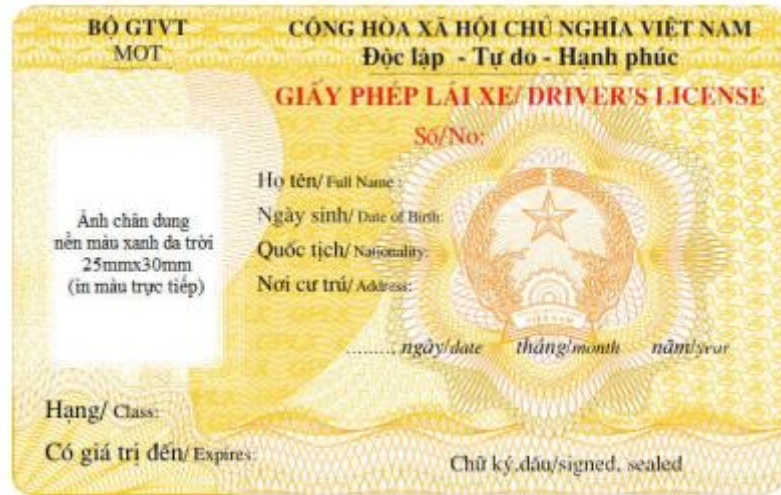 BỘ GTVT
MOT
CỘNG HÒA XÃ HỘI CHỦ NGHĨA VIỆT NAM
Độc lập - Tự do - Hạnh phúc
GIẤY PHÉP LÁI XE/ DRIVER'S LICENSE
Số/No:
Họ tên/ Full Name :
Ngày sinh/ Date of Birth:
Quốc tịch/ Nationality:
Nơi cư trú/ Address:
Ảnh chân dung
nền màu xanh da trời
25mmx30mm
(in màu trực tiếp)
........, ngày/date tháng/month năm/year
Hạng/ Class:
Có giá trị đến/ Expires:
Chữ ký,dấu/signed, sealed
VIỆT NAM